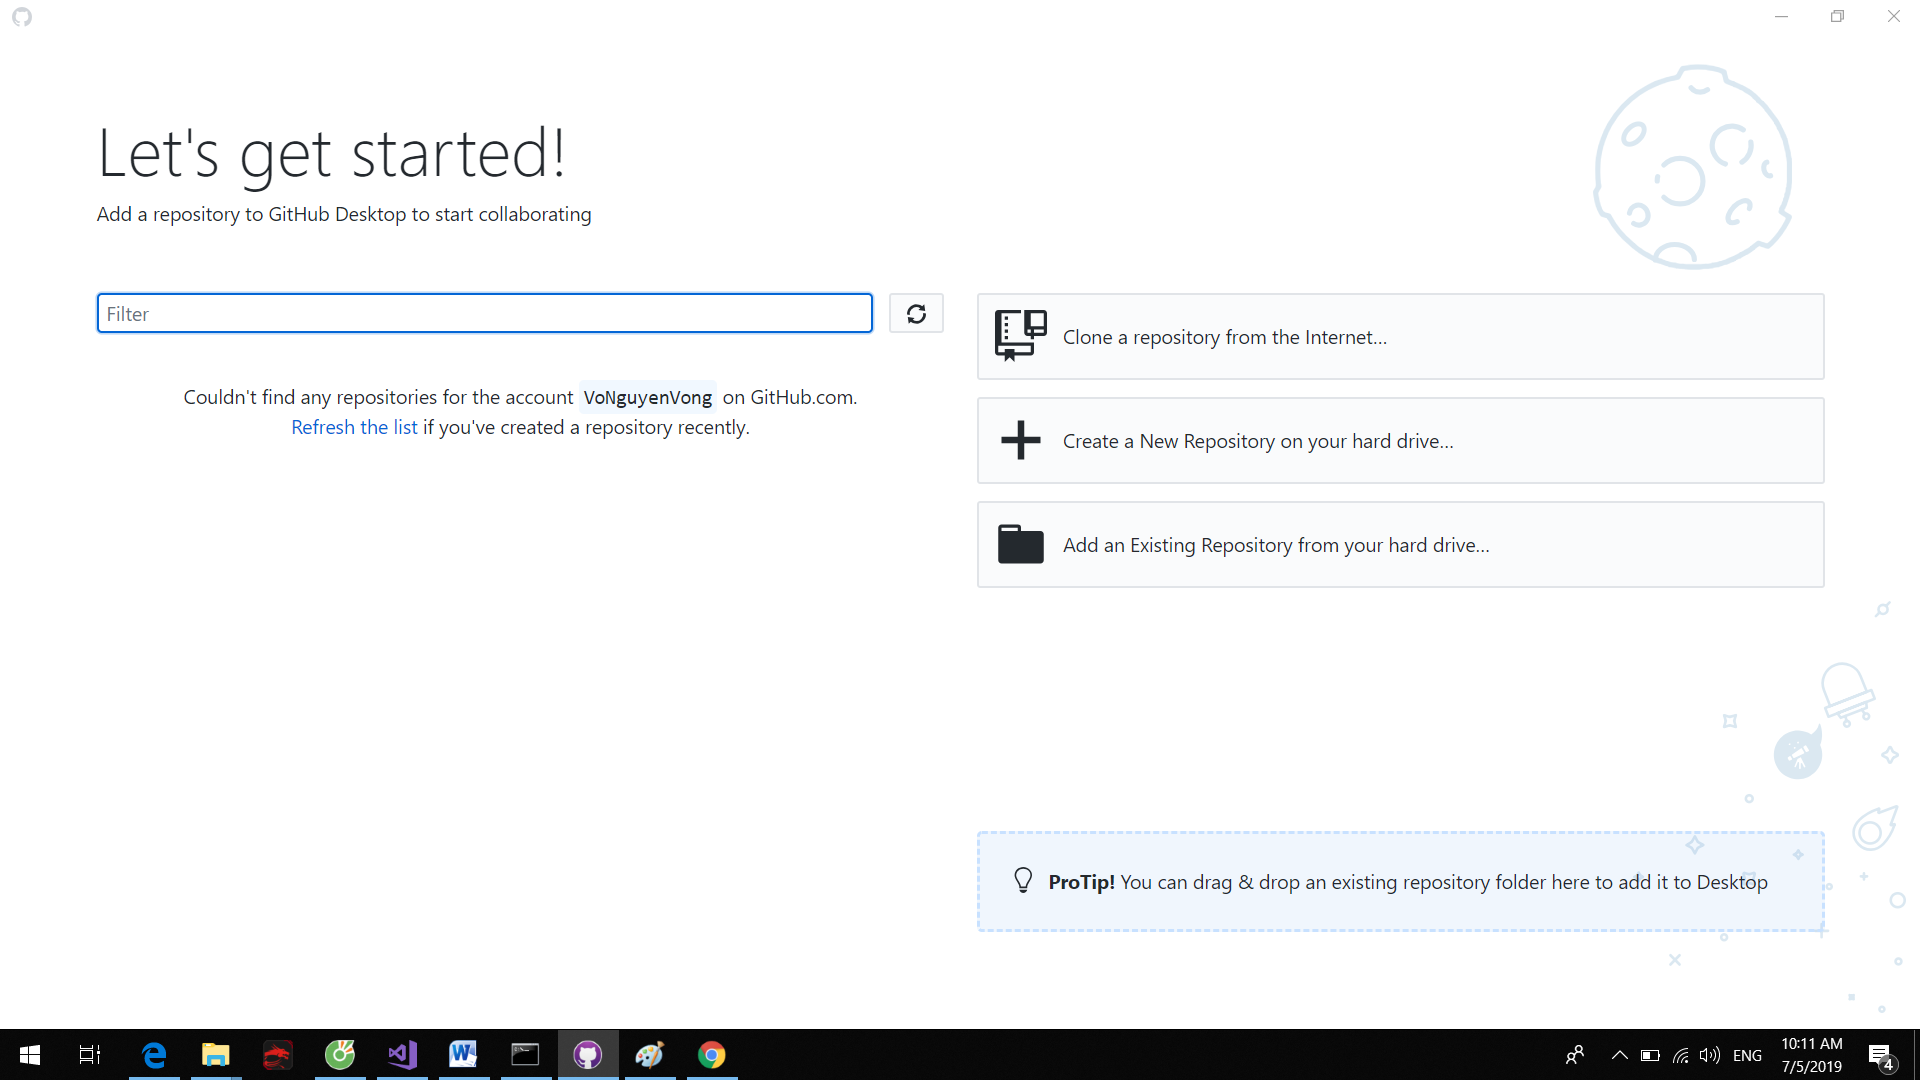 Let's get started!
Add a repository to GitHub Desktop to start collaborating
Filter
Couldn't find any repositories for the account VoNguyenVong on GitHub.com.
Refresh the list if you've created a repository recently.
Clone a repository from the Internet...
Create a New Repository on your hard drive...
Add an Existing Repository from your hard drive...
ProTip! You can drag & drop an existing repository folder here to add it to Desktop
ENG
10:11 AM
7/5/2019
4